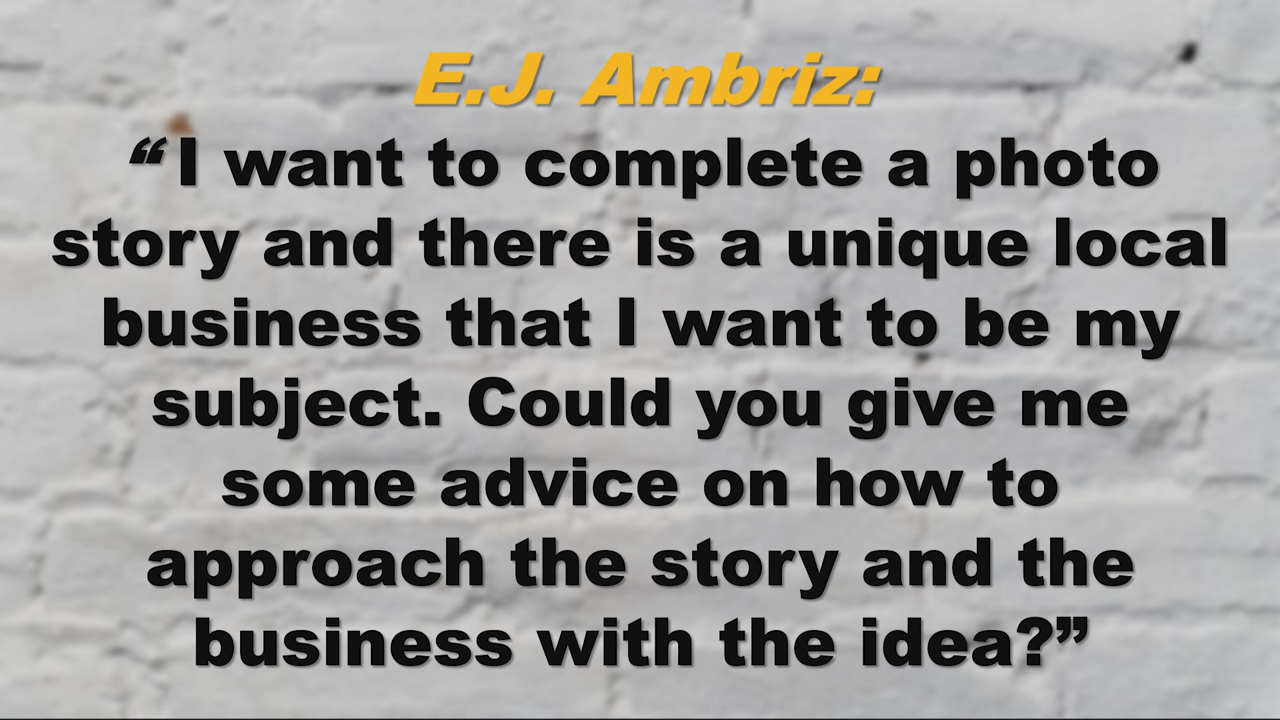 E.J. Ambriz:
“I want to complete a photo
story and there is a unique local
business that I want to be my
subject. Could you give me
some advice on how to
approach the story and the
business with the idea?”